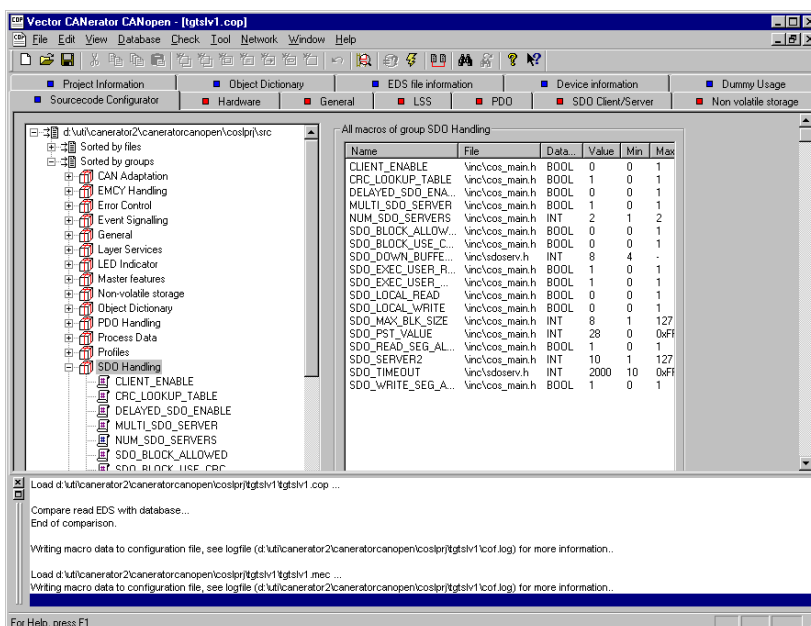 Vector CANerator CANopen - [tgtslv1.cop]
File Edit View Database Check Tool Network Window Help
Project Information Object Dictionary EDS file information Device information Dummy Usage
Sourcecode Configurator Hardware General LSS PDO SDO Client/Server Non volatile storage
d:\uti\canerator2\caneratorcanopen\coslprj\src
Sorted by files
Sorted by groups
CAN Adaptation
EMCY Handling
Error Control
Event Signalling
General
Layer Services
LED Indicator
Master features
Non-volatile storage
Object Dictionary
PDO Handling
Process Data
Profiles
SDO Handling
CLIENT_ENABLE
CRC_LOOKUP_TABLE
DELAYED_SDO_ENABLE
MULTI_SDO_SERVER
NUM_SDO_SERVERS
SDO_BLOCK_ALLOWED
SDO_BLOCK_USE_CRC
All macros of group SDO Handling
Name File Data... Value Min Max
CLIENT_ENABLE \inc\cos_main.h BOOL 0 0 1
CRC_LOOKUP_TABLE \inc\cos_main.h BOOL 1 0 1
DELAYED_SDO_ENA... \inc\cos_main.h BOOL 0 0 1
MULTI_SDO_SERVER \inc\cos_main.h BOOL 1 0 1
NUM_SDO_SERVERS \inc\cos_main.h INT 2 1 2
SDO_BLOCK_ALLOW... \inc\cos_main.h BOOL 0 0 1
SDO_BLOCK_USE_C... \inc\cos_main.h BOOL 0 0 1
SDO_DOWN_BUFFE... \inc\sdoserv.h INT 8 4 -
SDO_EXEC_USER_R... \inc\cos_main.h BOOL 1 0 1
SDO_EXEC_USER_... \inc\cos_main.h BOOL 1 0 1
SDO_LOCAL_READ \inc\cos_main.h BOOL 0 0 1
SDO_LOCAL_WRITE \inc\cos_main.h BOOL 0 0 1
SDO_MAX_BLK_SIZE \inc\cos_main.h INT 8 1 127
SDO_PST_VALUE \inc\cos_main.h INT 28 0 0xFF
SDO_READ_SEG_AL... \inc\cos_main.h BOOL 1 0 1
SDO_SERVER2 \inc\cos_main.h INT 10 1 127
SDO_TIMEOUT \inc\sdoserv.h INT 2000 10 0xFF
SDO_WRITE_SEG_A... \inc\cos_main.h BOOL 1 0 1
Load d:\uti\canerator2\caneratorcanopen\coslprj\tgtslv1\tgtslv1.cop ...
Compare read EDS with database...
End of comparison.
Writing macro data to configuration file, see logfile (d:\uti\canerator2\caneratorcanopen\coslprj\tgtslv1\cof.log) for more information..
Load d:\uti\canerator2\caneratorcanopen\coslprj\tgtslv1\tgtslv1.mec ...
Writing macro data to configuration file, see logfile (d:\uti\canerator2\caneratorcanopen\coslprj\tgtslv1\cof.log) for more information..
For Help, press F1